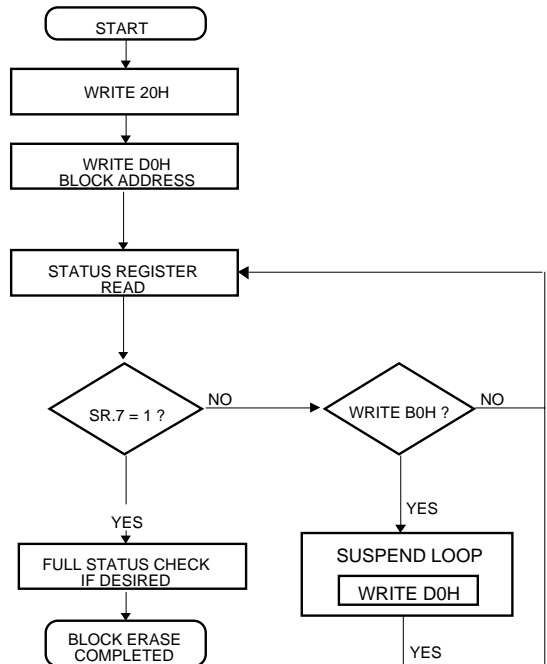 START
WRITE 20H
WRITE D0H
BLOCK ADDRESS
STATUS REGISTER
READ
SR.7 = 1 ?
NO
WRITE B0H ?
NO
YES
YES
FULL STATUS CHECK
IF DESIRED
SUSPEND LOOP
WRITE D0H
BLOCK ERASE
COMPLETED
YES